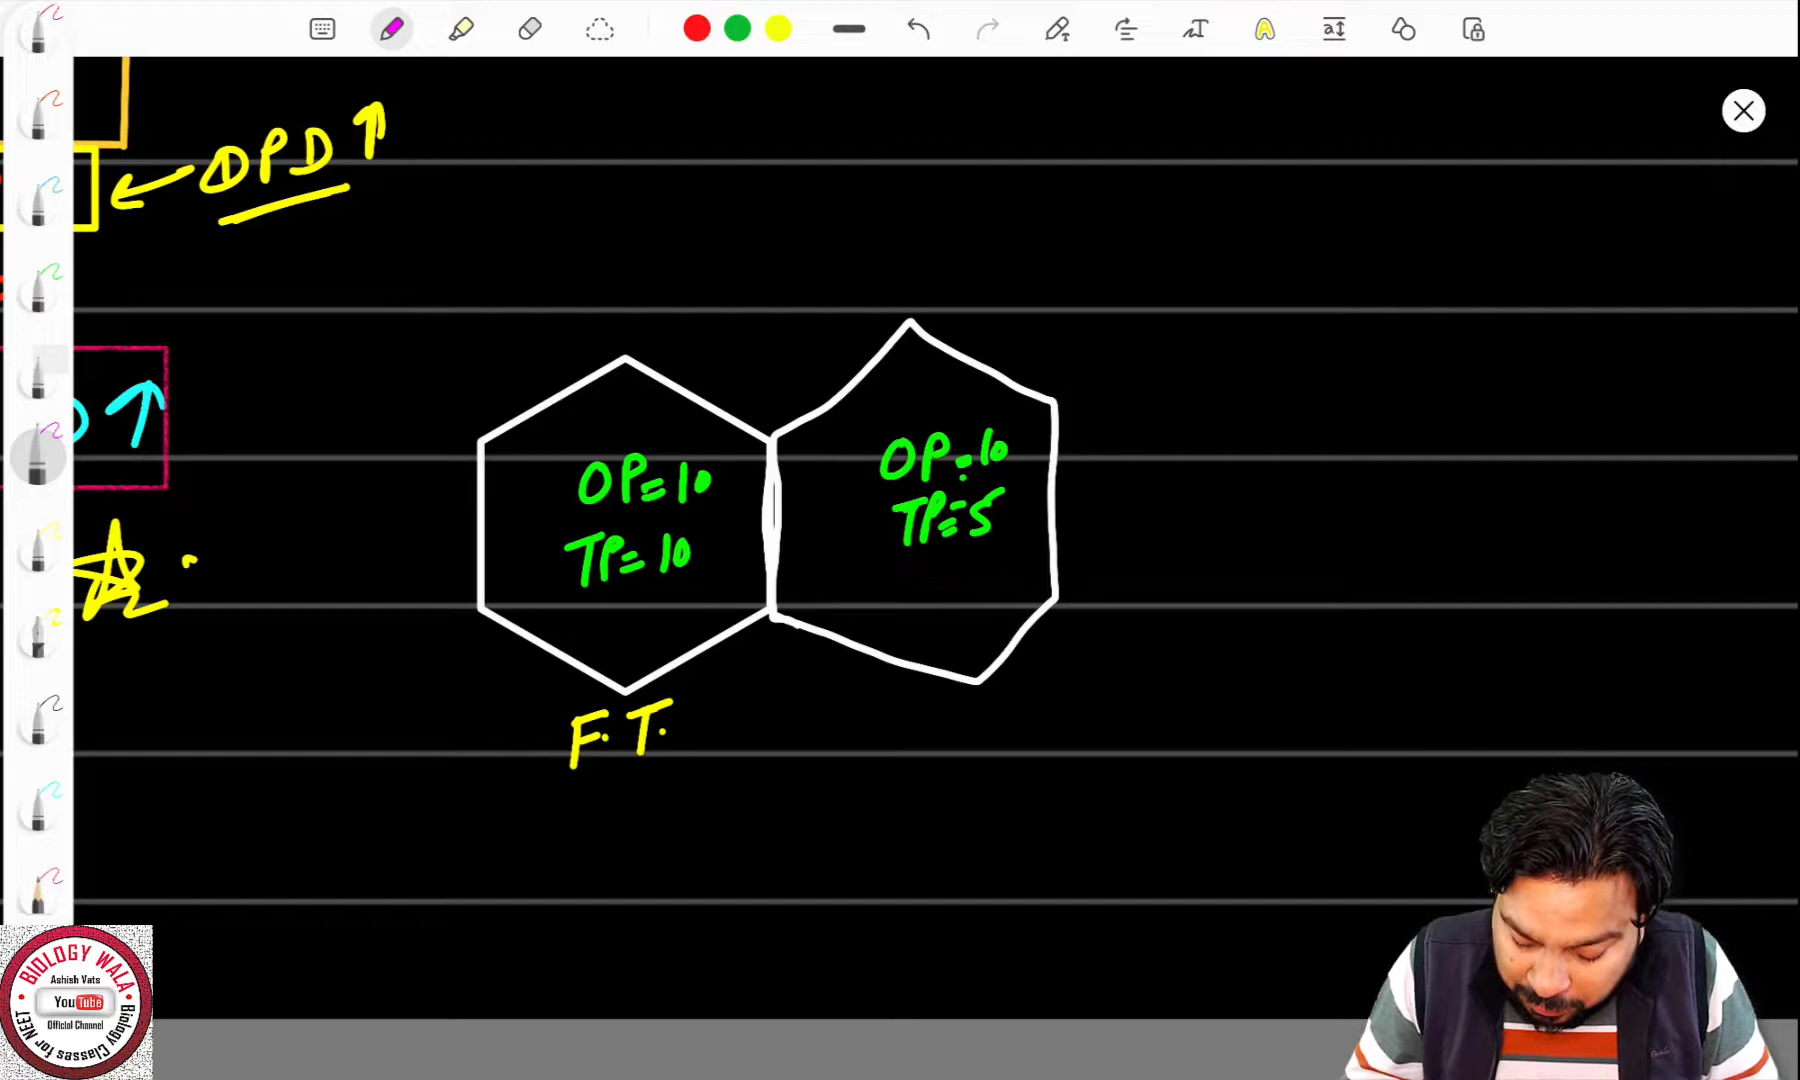 DPD ↑
OP=10
TP=10
OP=10
TP=5
F.T.
BIOLOGY WALA
Ashish Vats
YouTube
Official Channel
Biology Classes for NEET